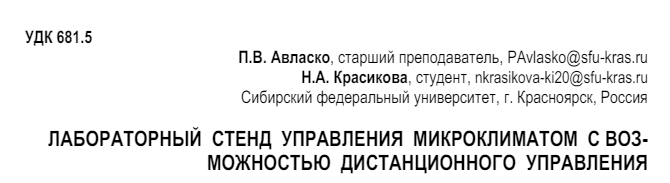 УДК 681.5
П.В. Авласко, старший преподаватель, PAvlasko@sfu-kras.ru
Н.А. Красикова, студент, nkrasikova-ki20@sfu-kras.ru
Сибирский федеральный университет, г. Красноярск, Россия
ЛАБОРАТОРНЫЙ СТЕНД УПРАВЛЕНИЯ МИКРОКЛИМАТОМ С ВОЗ-
МОЖНОСТЬЮ ДИСТАНЦИОННОГО УПРАВЛЕНИЯ